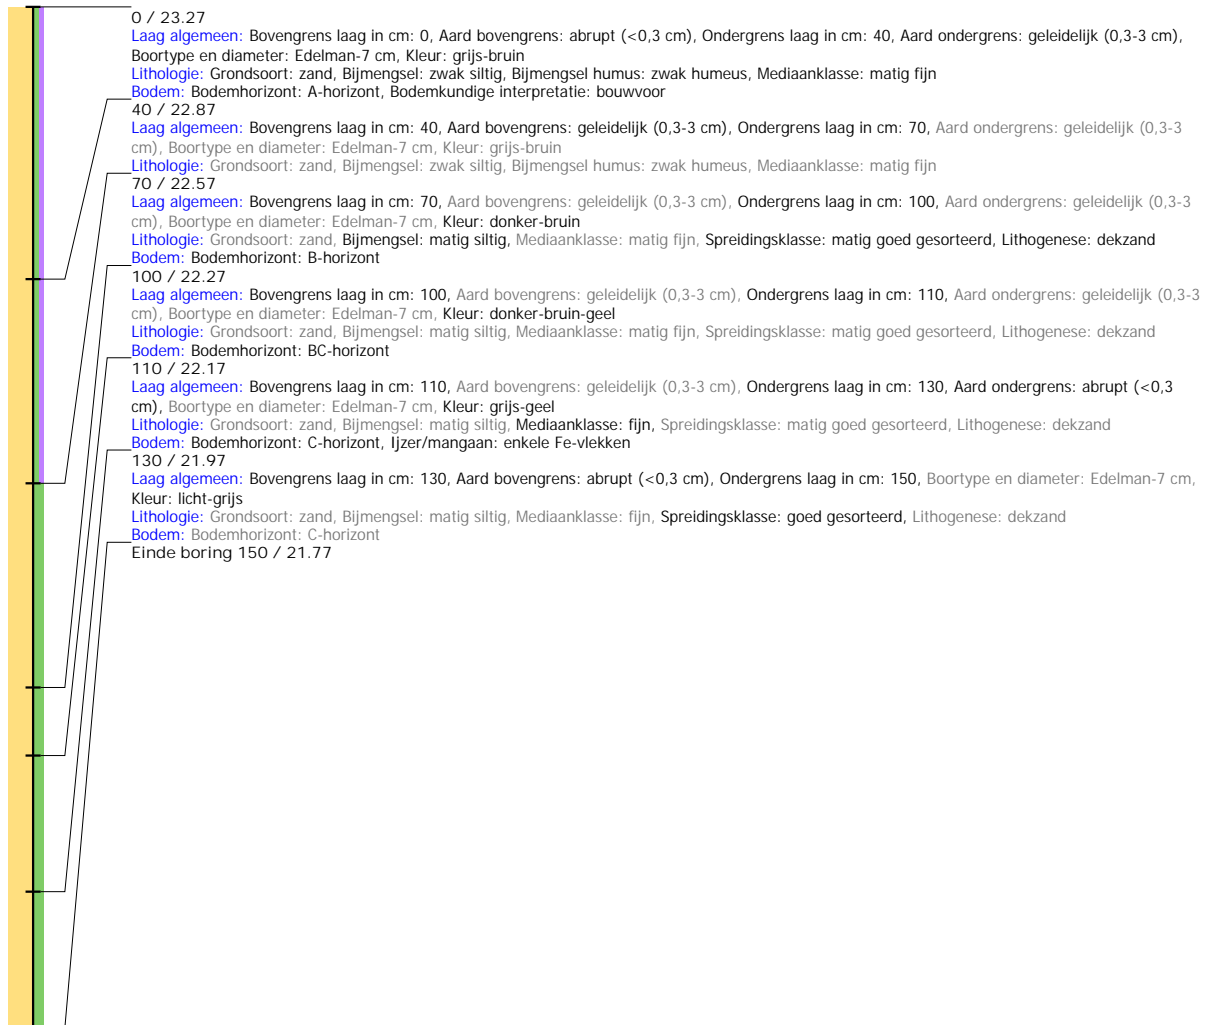 0 / 23.27
Laag algemeen: Bovengrens laag in cm: 0, Aard bovengrens: abrupt (<0,3 cm), Ondergrens laag in cm: 40, Aard ondergrens: geleidelijk (0,3-3 cm),
Boortype en diameter: Edelman-7 cm, Kleur: grijs-bruin
Lithologie: Grondsoort: zand, Bijmengsel: zwak siltig, Bijmengsel humus: zwak humeus, Mediaanklasse: matig fijn
Bodem: Bodemhorizont: A-horizont, Bodemkundige interpretatie: bouwvoor
40 / 22.87
Laag algemeen: Bovengrens laag in cm: 40, Aard bovengrens: geleidelijk (0,3-3 cm), Ondergrens laag in cm: 70, Aard ondergrens: geleidelijk (0,3-3
cm), Boortype en diameter: Edelman-7 cm, Kleur: grijs-bruin
Lithologie: Grondsoort: zand, Bijmengsel: zwak siltig, Bijmengsel humus: zwak humeus, Mediaanklasse: matig fijn
70 / 22.57
Laag algemeen: Bovengrens laag in cm: 70, Aard bovengrens: geleidelijk (0,3-3 cm), Ondergrens laag in cm: 100, Aard ondergrens: geleidelijk (0,3-3
cm), Boortype en diameter: Edelman-7 cm, Kleur: donker-bruin
Lithologie: Grondsoort: zand, Bijmengsel: matig siltig, Mediaanklasse: matig fijn, Spreidingsklasse: matig goed gesorteerd, Lithogenese: dekzand
Bodem: Bodemhorizont: B-horizont
100 / 22.27
Laag algemeen: Bovengrens laag in cm: 100, Aard bovengrens: geleidelijk (0,3-3 cm), Ondergrens laag in cm: 110, Aard ondergrens: geleidelijk (0,3-3
cm), Boortype en diameter: Edelman-7 cm, Kleur: donker-bruin-geel
Lithologie: Grondsoort: zand, Bijmengsel: matig siltig, Mediaanklasse: matig fijn, Spreidingsklasse: matig goed gesorteerd, Lithogenese: dekzand
Bodem: Bodemhorizont: BC-horizont
110 / 22.17
Laag algemeen: Bovengrens laag in cm: 110, Aard bovengrens: geleidelijk (0,3-3 cm), Ondergrens laag in cm: 130, Aard ondergrens: abrupt (<0,3
cm), Boortype en diameter: Edelman-7 cm, Kleur: grijs-geel
Lithologie: Grondsoort: zand, Bijmengsel: matig siltig, Mediaanklasse: fijn, Spreidingsklasse: matig goed gesorteerd, Lithogenese: dekzand
Bodem: Bodemhorizont: C-horizont, Ijzer/mangaan: enkele Fe-vlekken
130 / 21.97
Laag algemeen: Bovengrens laag in cm: 130, Aard bovengrens: abrupt (<0,3 cm), Ondergrens laag in cm: 150, Boortype en diameter: Edelman-7 cm,
Kleur: licht-grijs
Lithologie: Grondsoort: zand, Bijmengsel: matig siltig, Mediaanklasse: fijn, Spreidingsklasse: goed gesorteerd, Lithogenese: dekzand
Bodem: Bodemhorizont: C-horizont
Einde boring 150 / 21.77